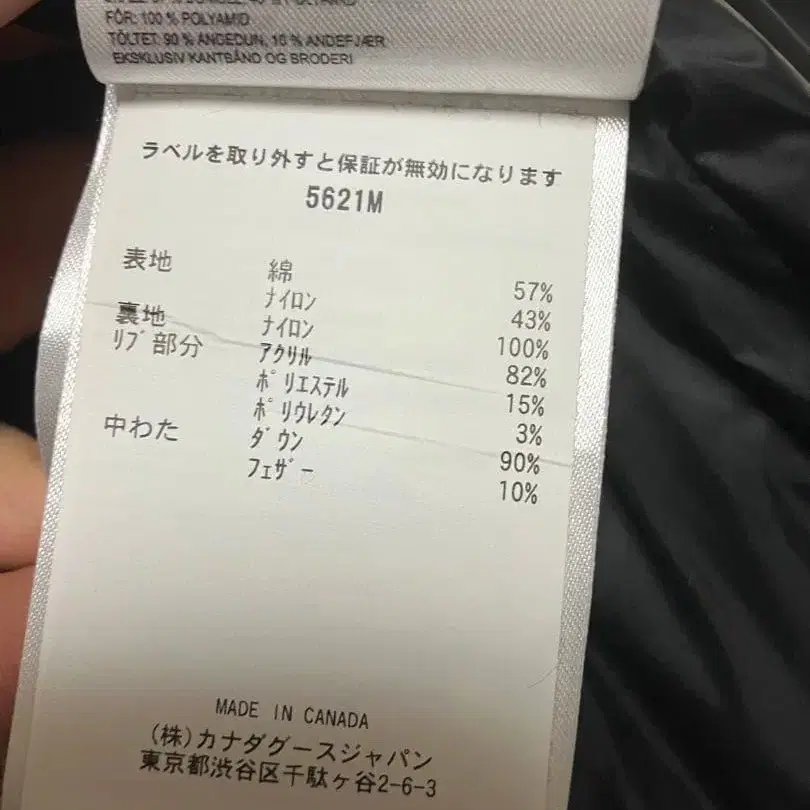 FÔR: 100 % POLYAMID
TÖLTET: 90 % ANDEDUN, 10 % ANDEFJÆR
EKSKLUSIV KANTBÅND OG BRODERI
ラベルを取り外すと保証が無効になります
5621M
表地 綿 57%
ナイロン 43%
裏地 ナイロン 100%
リブ部分 アクリル 82%
ポリエステル 15%
ポリウレタン 3%
中わた ダウン 90%
フェザー 10%
MADE IN CANADA
(株)カナダグースジャパン
東京都渋谷区千駄ヶ谷2-6-3